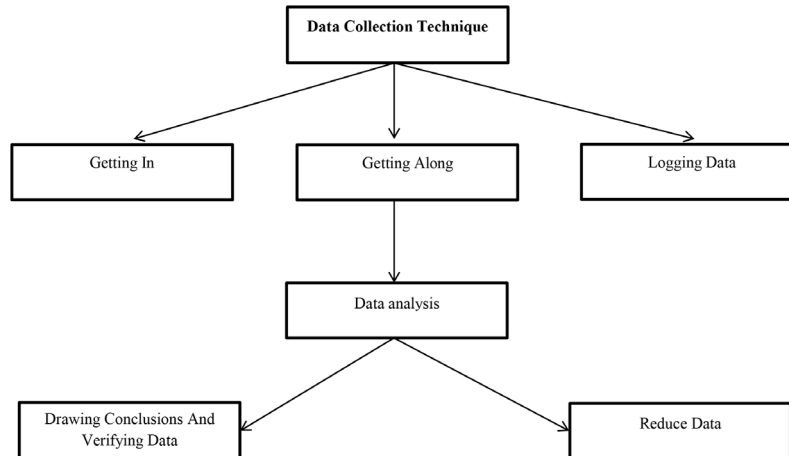 Data Collection Technique
Getting In
Getting Along
Logging Data
Data analysis
Drawing Conclusions And
Verifying Data
Reduce Data